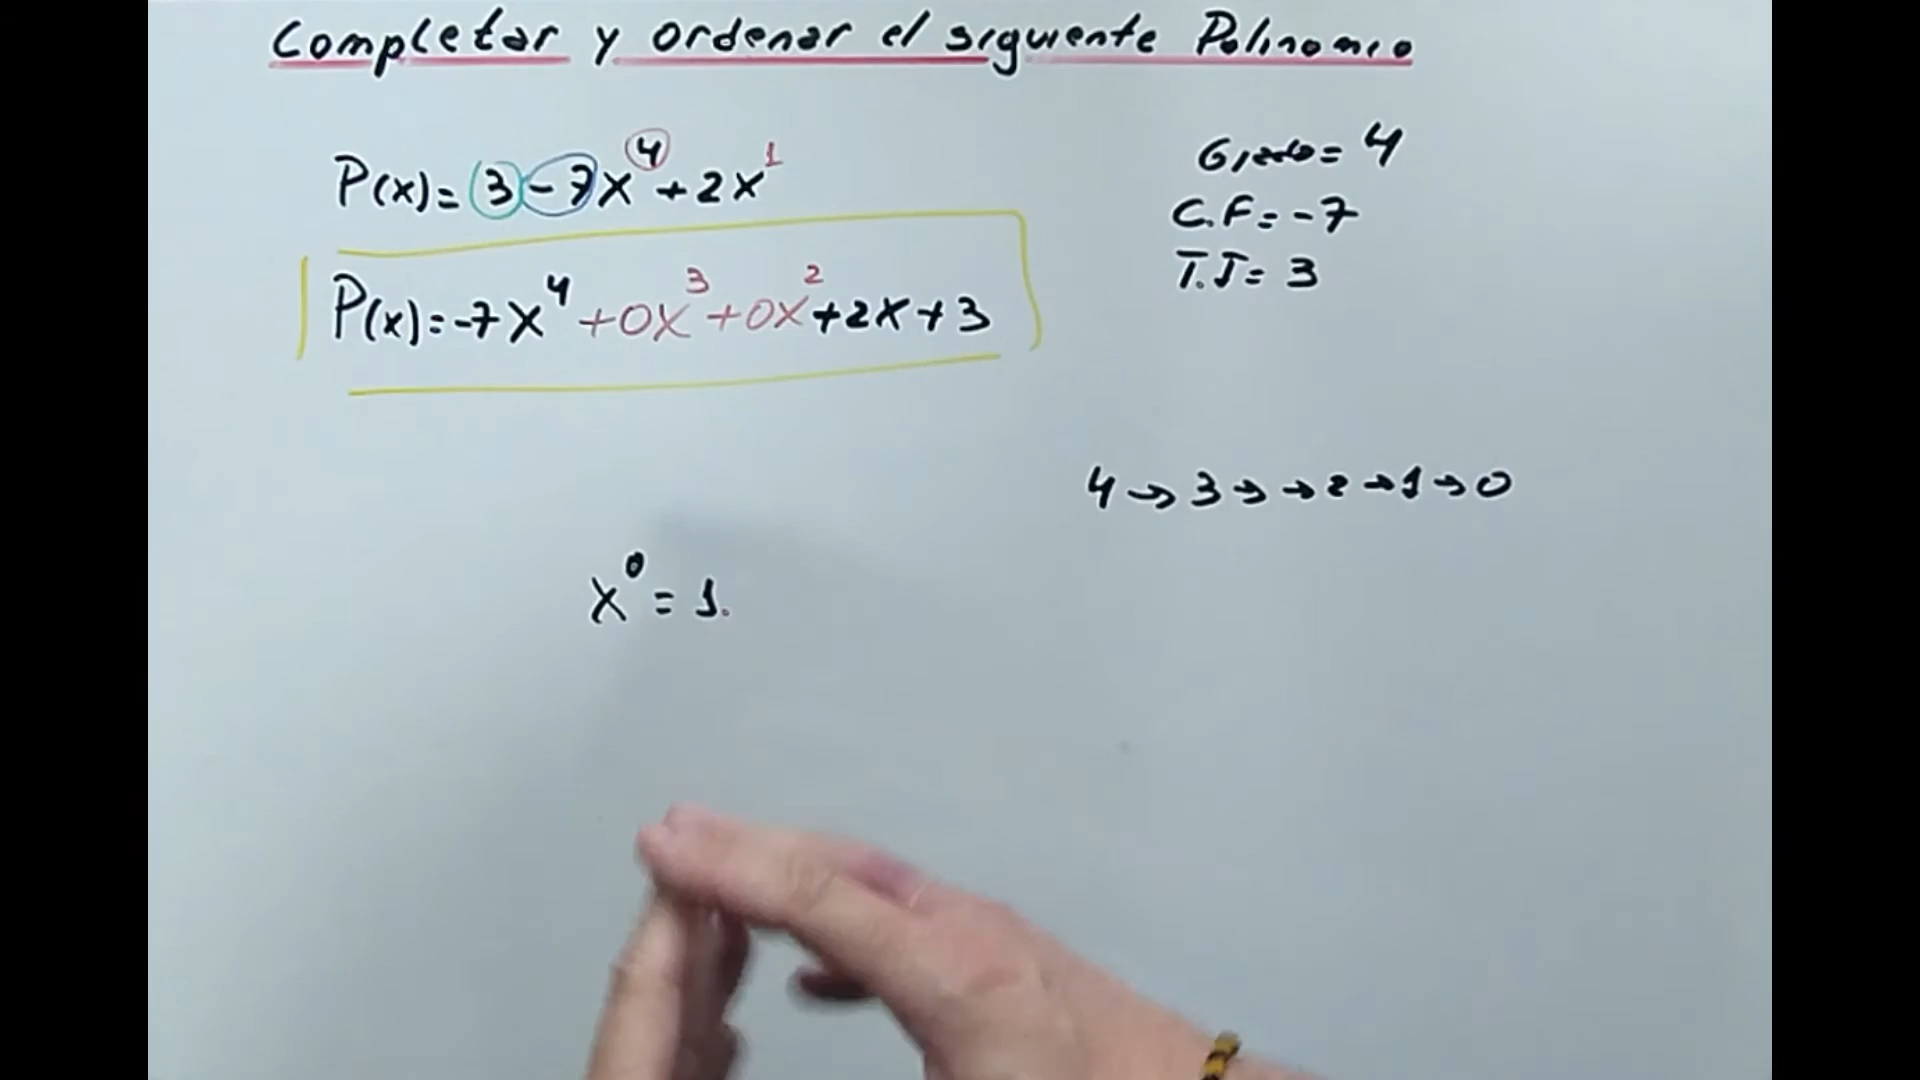 Completar y ordenar el siguiente Polinomio
P(x)= 3-7x⁴+2x¹
Grado= 4
C.F=-7
T.I= 3
P(x)=-7x⁴+0x³+0x²+2x+3
4→3→→2→1→0
x⁰=1.